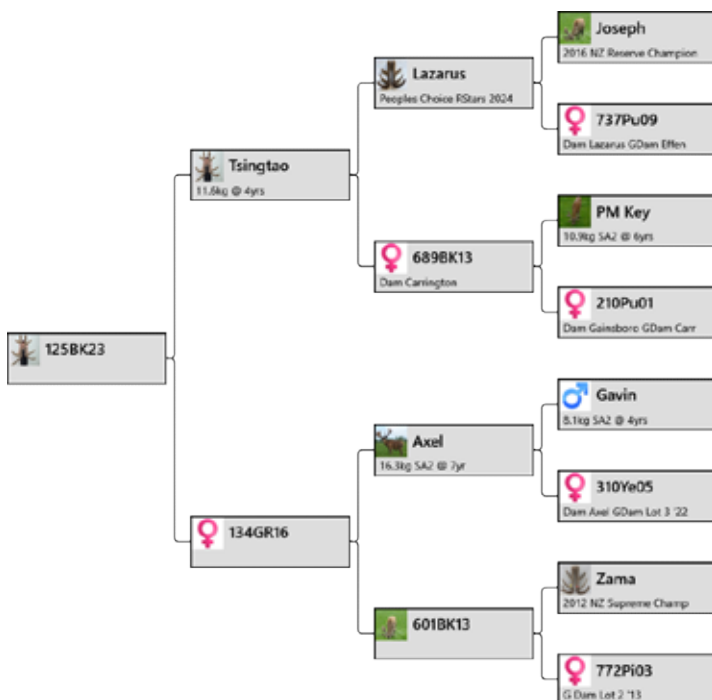 Joseph
2016 NZ Reserve Champion
Lazarus
Peoples Choice RStars 2024
737Pu09
Dam Lazarus GDam Effen
Tsingtao
11.6kg @ 4yrs
PM Key
10.9kg SA2 @ 6yrs
689BK13
Dam Carrington
210Pu01
Dam Gainsboro GDam Carr
125BK23
Gavin
8.1kg SA2 @ 4yrs
Axel
16.3kg SA2 @ 7yr
310Ye05
Dam Axel GDam Lot 3 '22
134GR16
Zama
2012 NZ Supreme Champ
601BK13
772Pi03
G Dam Lot 2 '13